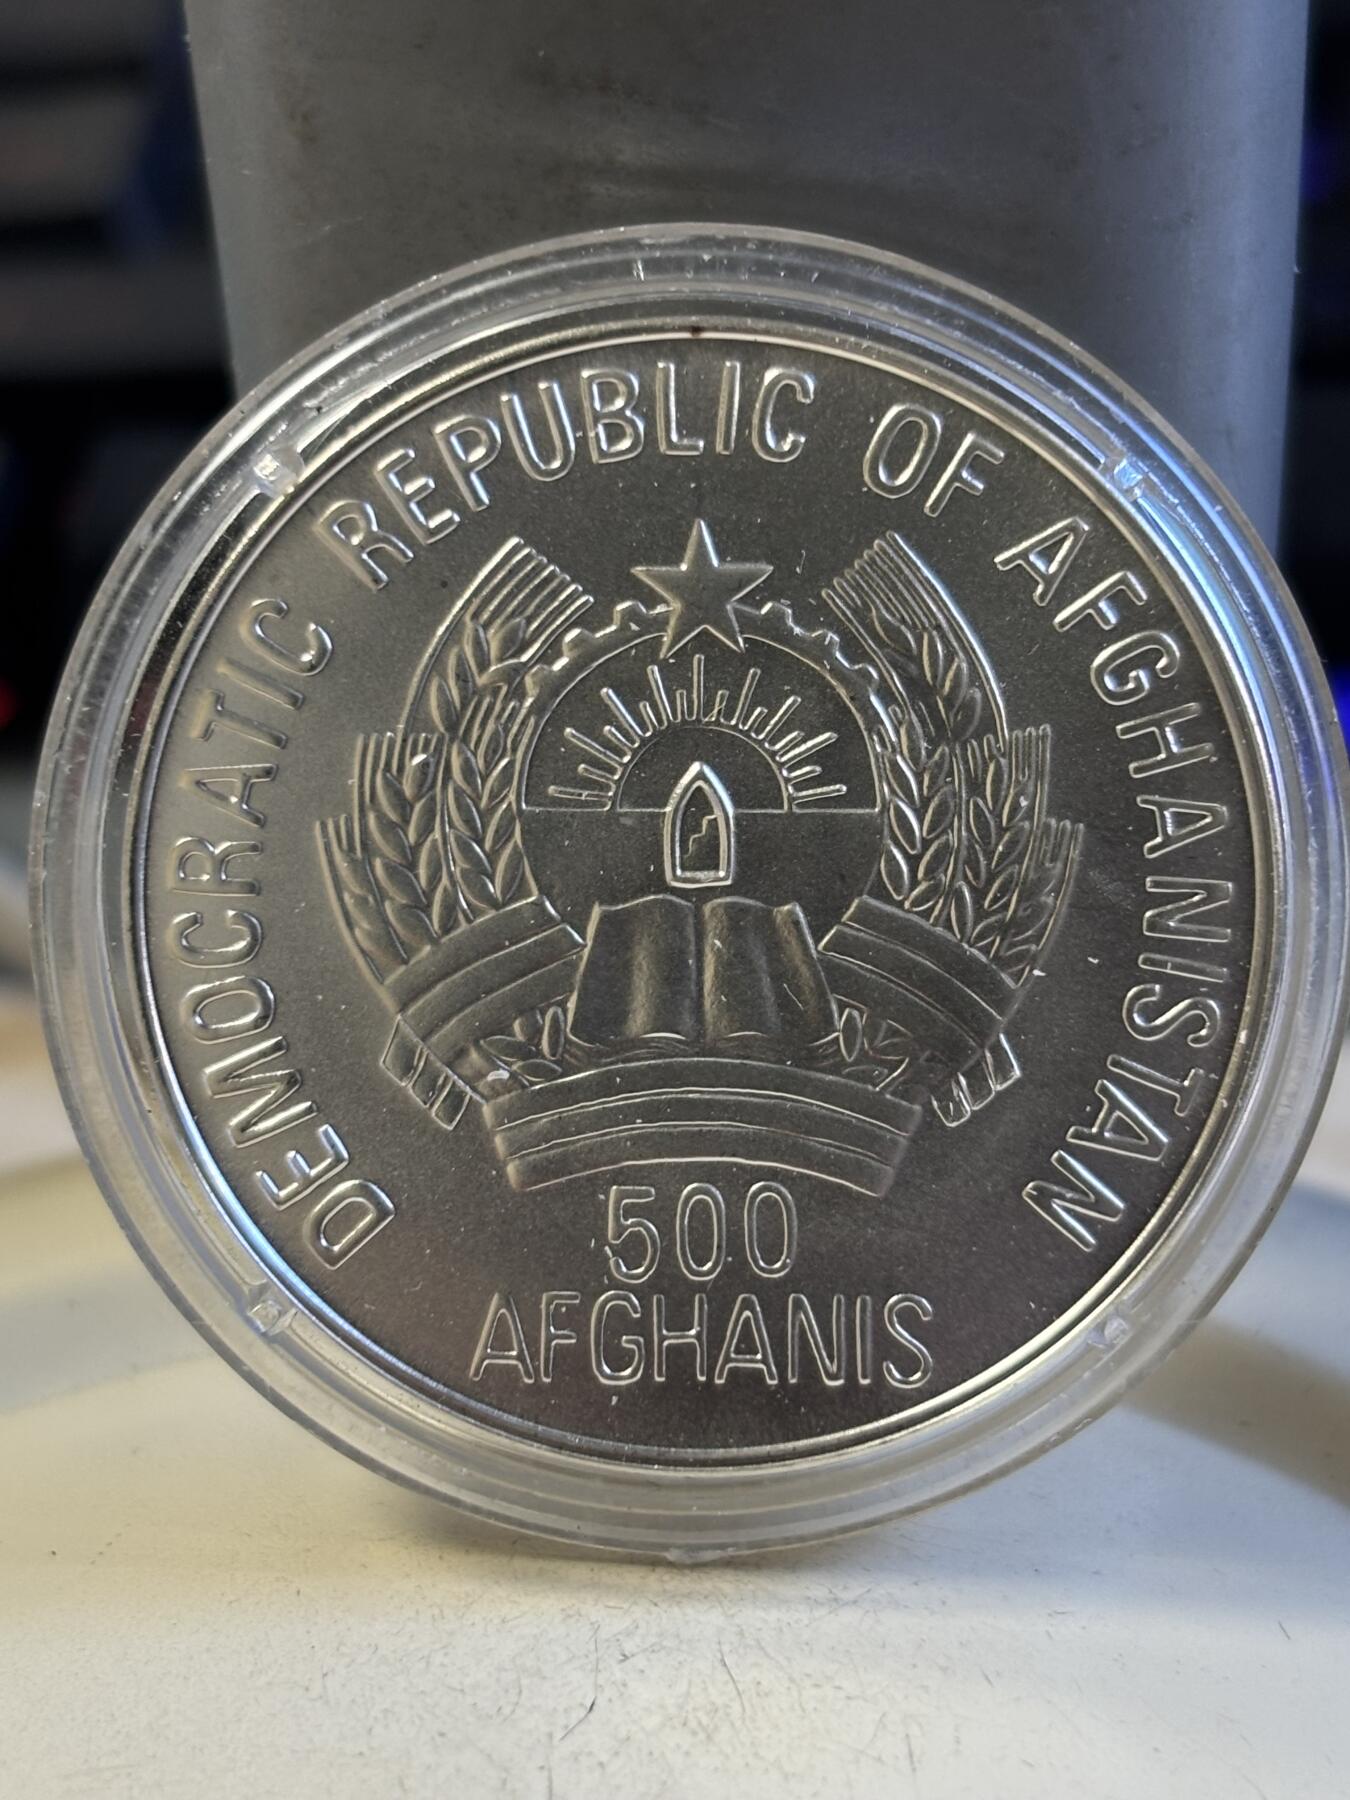 DEMOCRATIC REPUBLIC OF AFGHANISTAN
500
AFGHANIS